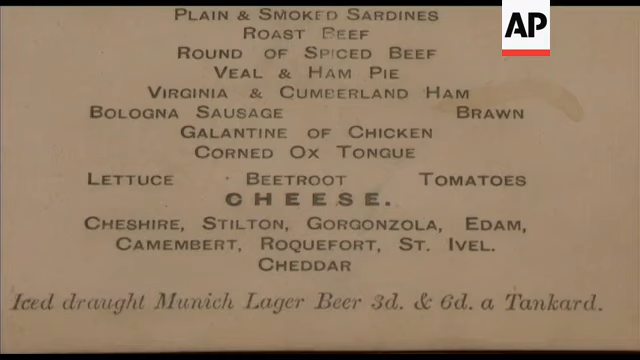 AP
PLAIN & SMOKED SARDINES
ROAST BEEF
ROUND OF SPICED BEEF
VEAL & HAM PIE
VIRGINIA & CUMBERLAND HAM
BOLOGNA SAUSAGE BRAWN
GALANTINE OF CHICKEN
CORNED OX TONGUE
LETTUCE BEETROOT TOMATOES
CHEESE.
CHESHIRE, STILTON, GORGONZOLA, EDAM,
CAMEMBERT, ROQUEFORT, ST. IVEL.
CHEDDAR
Iced draught Munich Lager Beer 3d. & 6d. a Tankard.